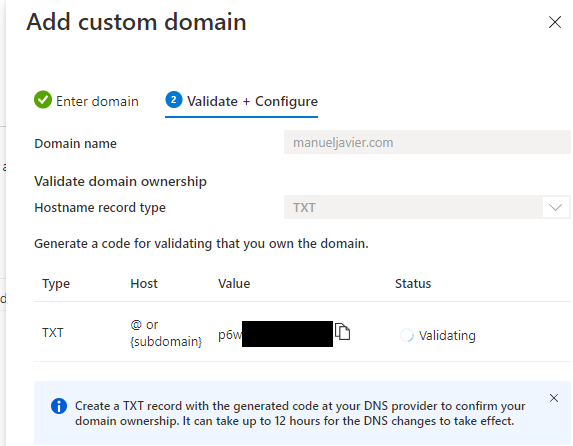 Add custom domain
Enter domain
2 Validate + Configure
Domain name
manueljavier.com
Validate domain ownership
Hostname record type
TXT
Generate a code for validating that you own the domain.
Type Host Value Status
TXT
@ or
{subdomain}
p6w
Validating
Create a TXT record with the generated code at your DNS provider to confirm your
domain ownership. It can take up to 12 hours for the DNS changes to take effect.